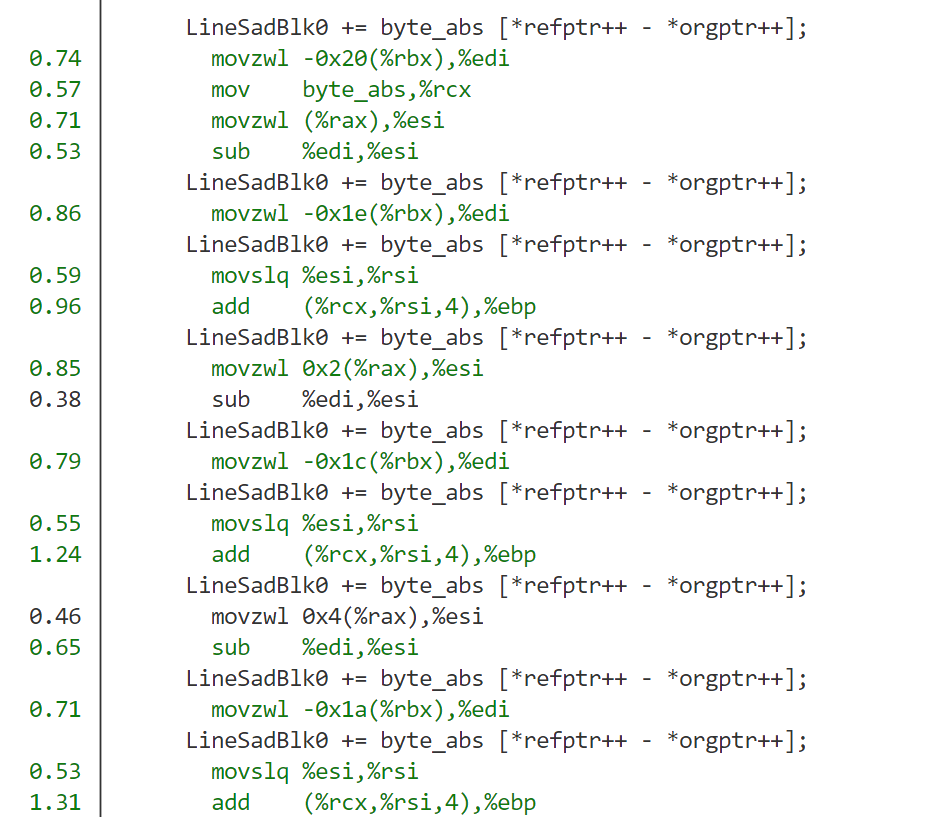 LineSadBlk0 += byte_abs [*refptr++ - *orgptr++];
0.74 movzwl -0x20(%rbx),%edi
0.57 mov byte_abs,%rcx
0.71 movzwl (%rax),%esi
0.53 sub %edi,%esi
LineSadBlk0 += byte_abs [*refptr++ - *orgptr++];
0.86 movzwl -0x1e(%rbx),%edi
LineSadBlk0 += byte_abs [*refptr++ - *orgptr++];
0.59 movslq %esi,%rsi
0.96 add (%rcx,%rsi,4),%ebp
LineSadBlk0 += byte_abs [*refptr++ - *orgptr++];
0.85 movzwl 0x2(%rax),%esi
0.38 sub %edi,%esi
LineSadBlk0 += byte_abs [*refptr++ - *orgptr++];
0.79 movzwl -0x1c(%rbx),%edi
LineSadBlk0 += byte_abs [*refptr++ - *orgptr++];
0.55 movslq %esi,%rsi
1.24 add (%rcx,%rsi,4),%ebp
LineSadBlk0 += byte_abs [*refptr++ - *orgptr++];
0.46 movzwl 0x4(%rax),%esi
0.65 sub %edi,%esi
LineSadBlk0 += byte_abs [*refptr++ - *orgptr++];
0.71 movzwl -0x1a(%rbx),%edi
LineSadBlk0 += byte_abs [*refptr++ - *orgptr++];
0.53 movslq %esi,%rsi
1.31 add (%rcx,%rsi,4),%ebp